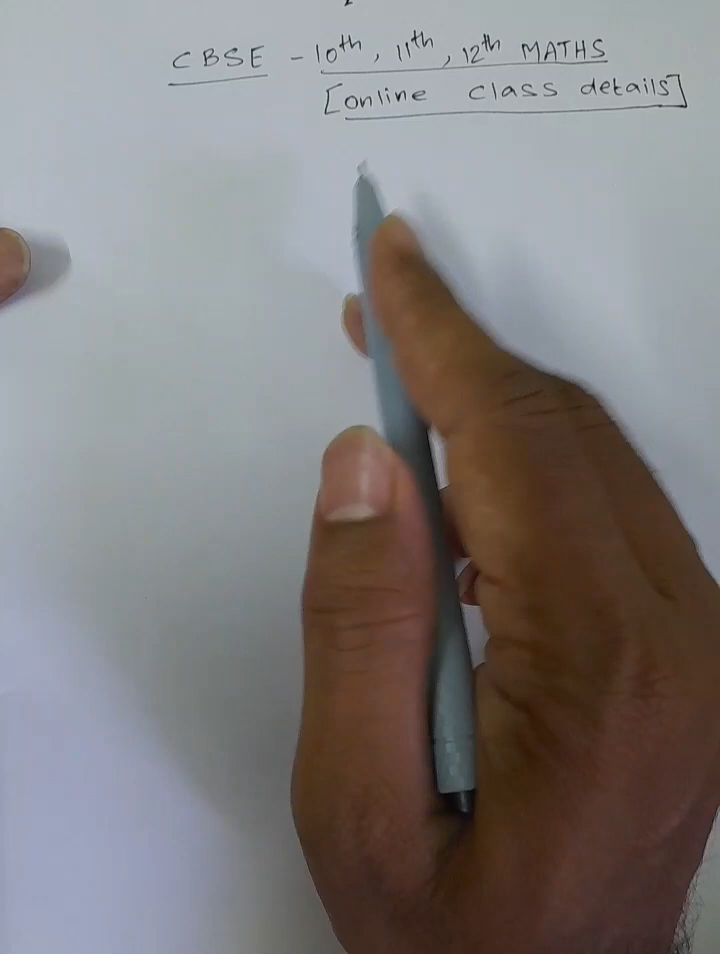 CBSE - 10th, 11th, 12th MATHS
[online class details]